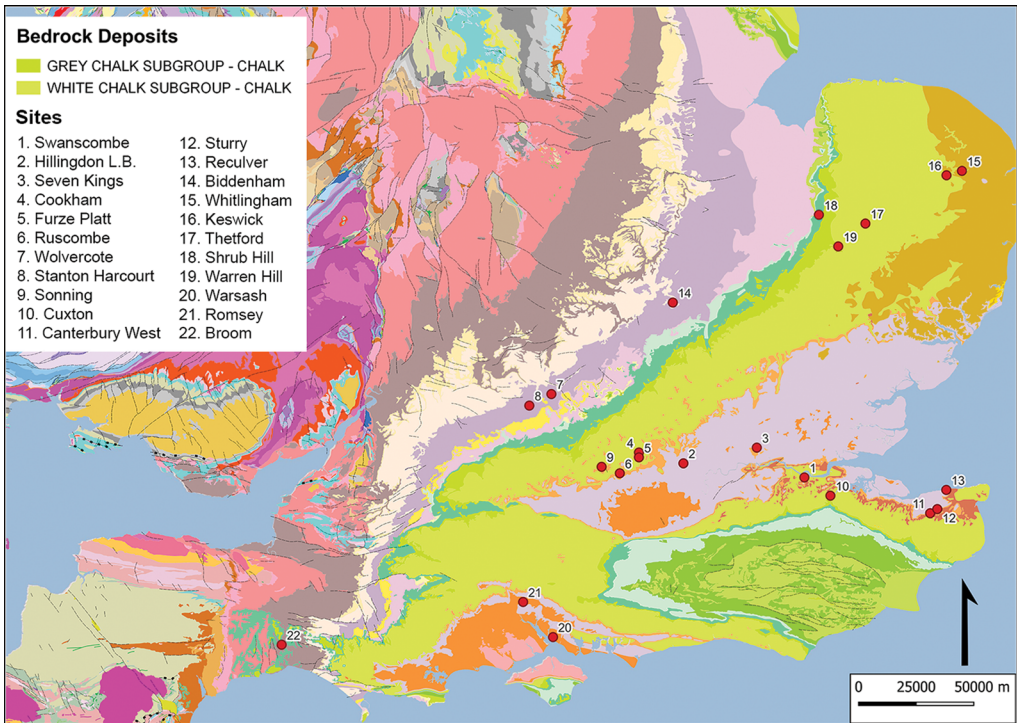 Bedrock Deposits
GREY CHALK SUBGROUP - CHALK
WHITE CHALK SUBGROUP - CHALK
Sites
1. Swanscombe
2. Hillingdon L.B.
3. Seven Kings
4. Cookham
5. Furze Platt
6. Ruscombe
7. Wolvercote
8. Stanton Harcourt
9. Sonning
10. Cuxton
11. Canterbury West
12. Sturry
13. Reculver
14. Biddenham
15. Whitlingham
16. Keswick
17. Thetford
18. Shrub Hill
19. Warren Hill
20. Warsash
21. Romsey
22. Broom
16
15
18
17
19
14
7
8
4
5
3
2
9
6
1
10
13
11
12
21
20
22
0 25000 50000 m